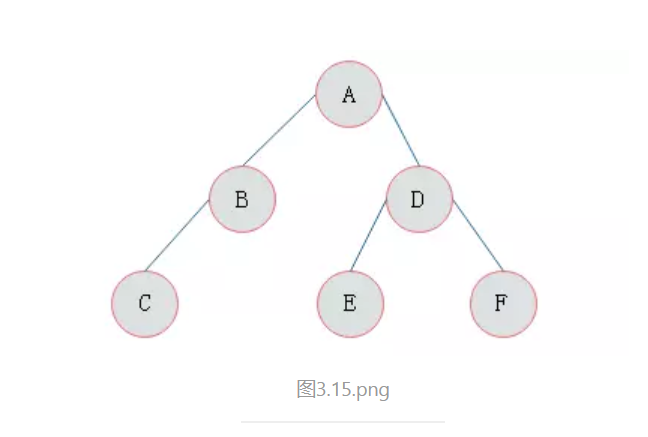 A
B D
C E F
图3.15.png